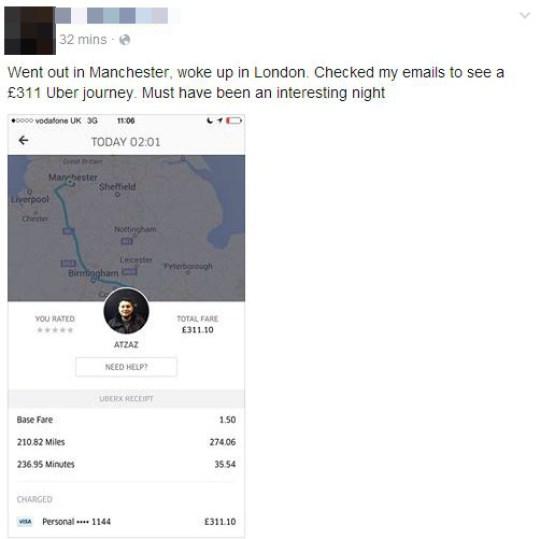 32 mins ·
Went out in Manchester, woke up in London. Checked my emails to see a
£311 Uber journey. Must have been an interesting night
vodafone UK 3G 11:06
TODAY 02:01
Great Britain
Manchester
Sheffield
Liverpool
Chester
Nottingham
Leicester
Peterborough
Birmingham
Co
YOU RATED
TOTAL FARE
£311.10
ATZAZ
NEED HELP?
UBERX RECEIPT
Base Fare 1.50
210.82 Miles 274.06
236.95 Minutes 35.54
CHARGED
VISA Personal •••• 1144 £311.10